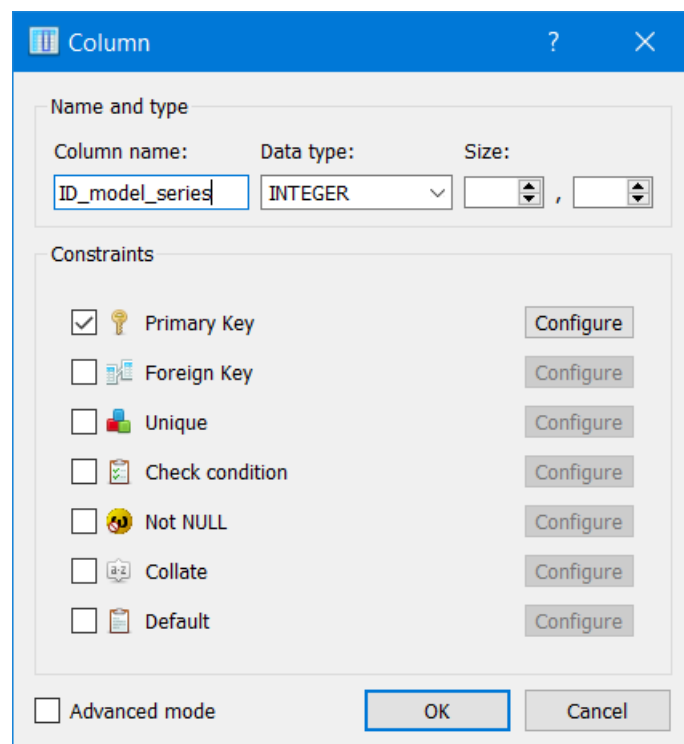 Column ?
Name and type
Column name: Data type: Size:
ID_model_series INTEGER ,
Constraints
Primary Key Configure
Foreign Key Configure
Unique Configure
Check condition Configure
Not NULL Configure
a-z Collate Configure
Default Configure
Advanced mode OK Cancel